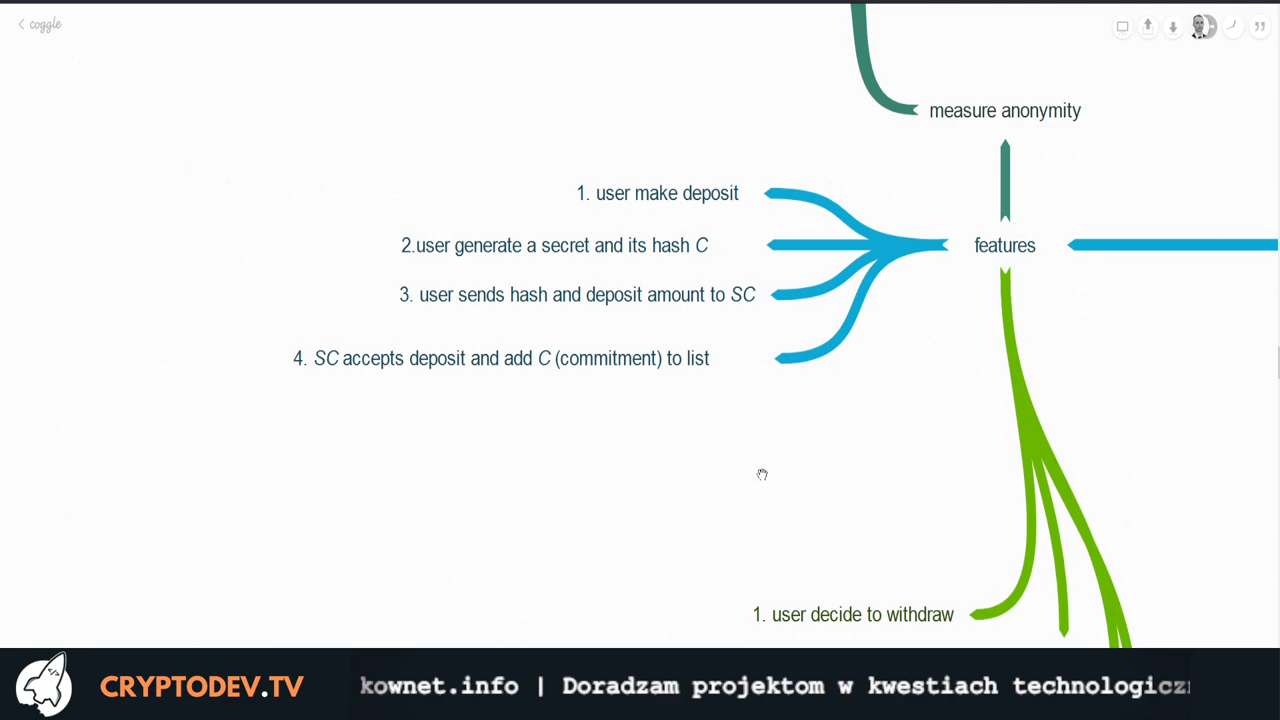 coggle
measure anonymity
1. user make deposit
2.user generate a secret and its hash C
features
3. user sends hash and deposit amount to SC
4. SC accepts deposit and add C (commitment) to list
1. user decide to withdraw
CRYPTODEV.TV
kownet.info | Doradzam projektom w kwestiach technologicz